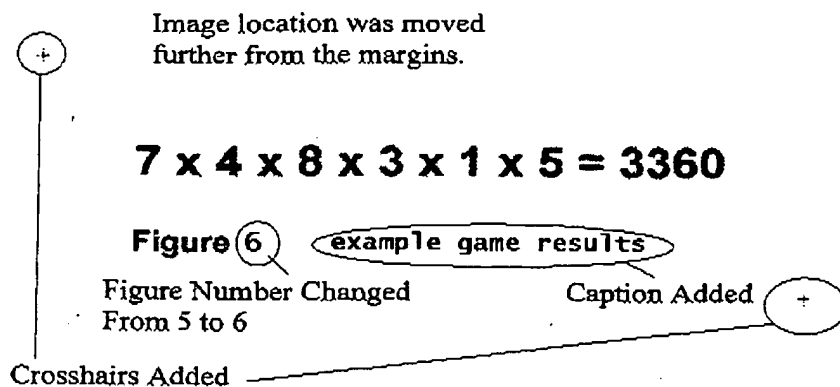 Image location was moved
further from the margins.
7 x 4 x 8 x 3 x 1 x 5 = 3360
Figure 6 example game results
Figure Number Changed
From 5 to 6
Caption Added
Crosshairs Added